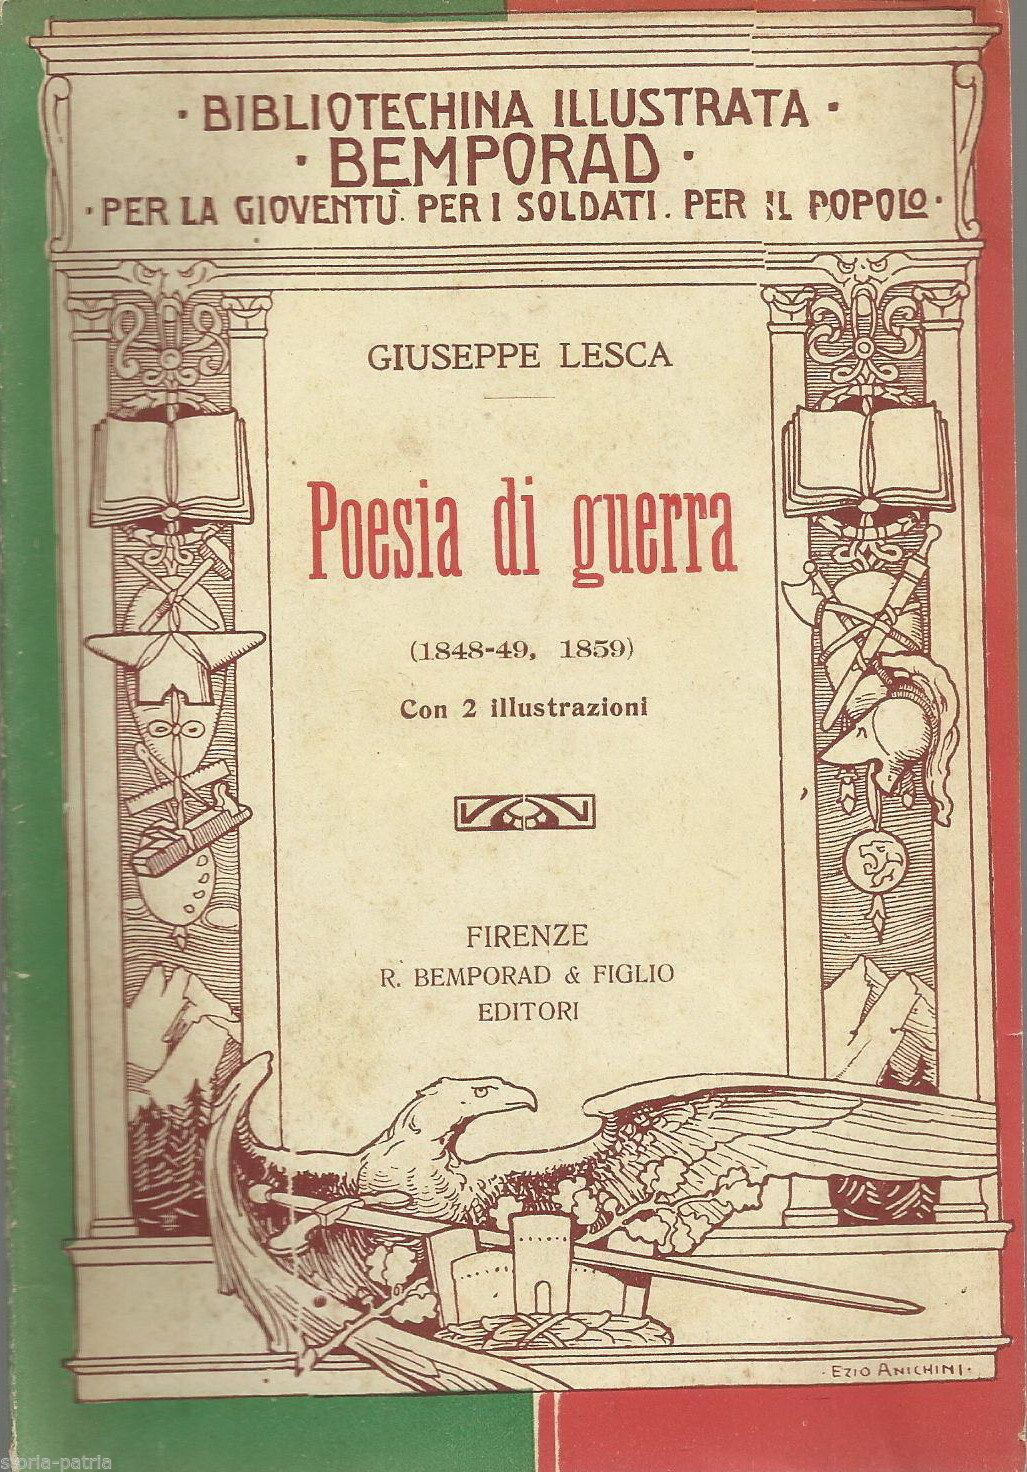 · BIBLIOTECHINA ILLUSTRATA ·
· BEMPORAD ·
· PER LA GIOVENTÙ. PER I SOLDATI. PER IL POPOLO ·
GIUSEPPE LESCA
Poesia di guerra
(1848-49, 1859)
Con 2 illustrazioni
FIRENZE
R. BEMPORAD & FIGLIO
EDITORI
· EZIO ANICHINI ·
storia-patria